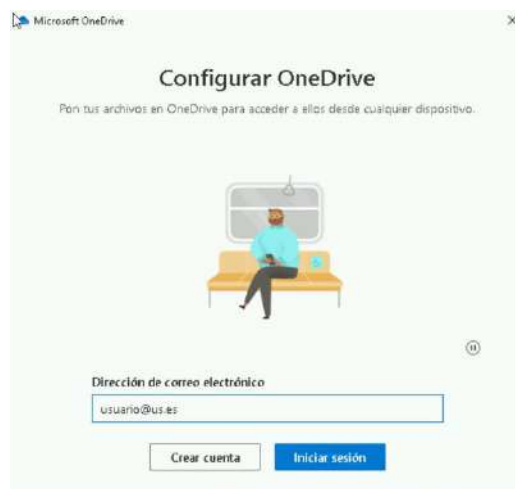 Microsoft OneDrive
Configurar OneDrive
Pon tus archivos en OneDrive para acceder a ellos desde cualquier dispositivo.
Dirección de correo electrónico
usuario@us.es
Crear cuenta
Iniciar sesión